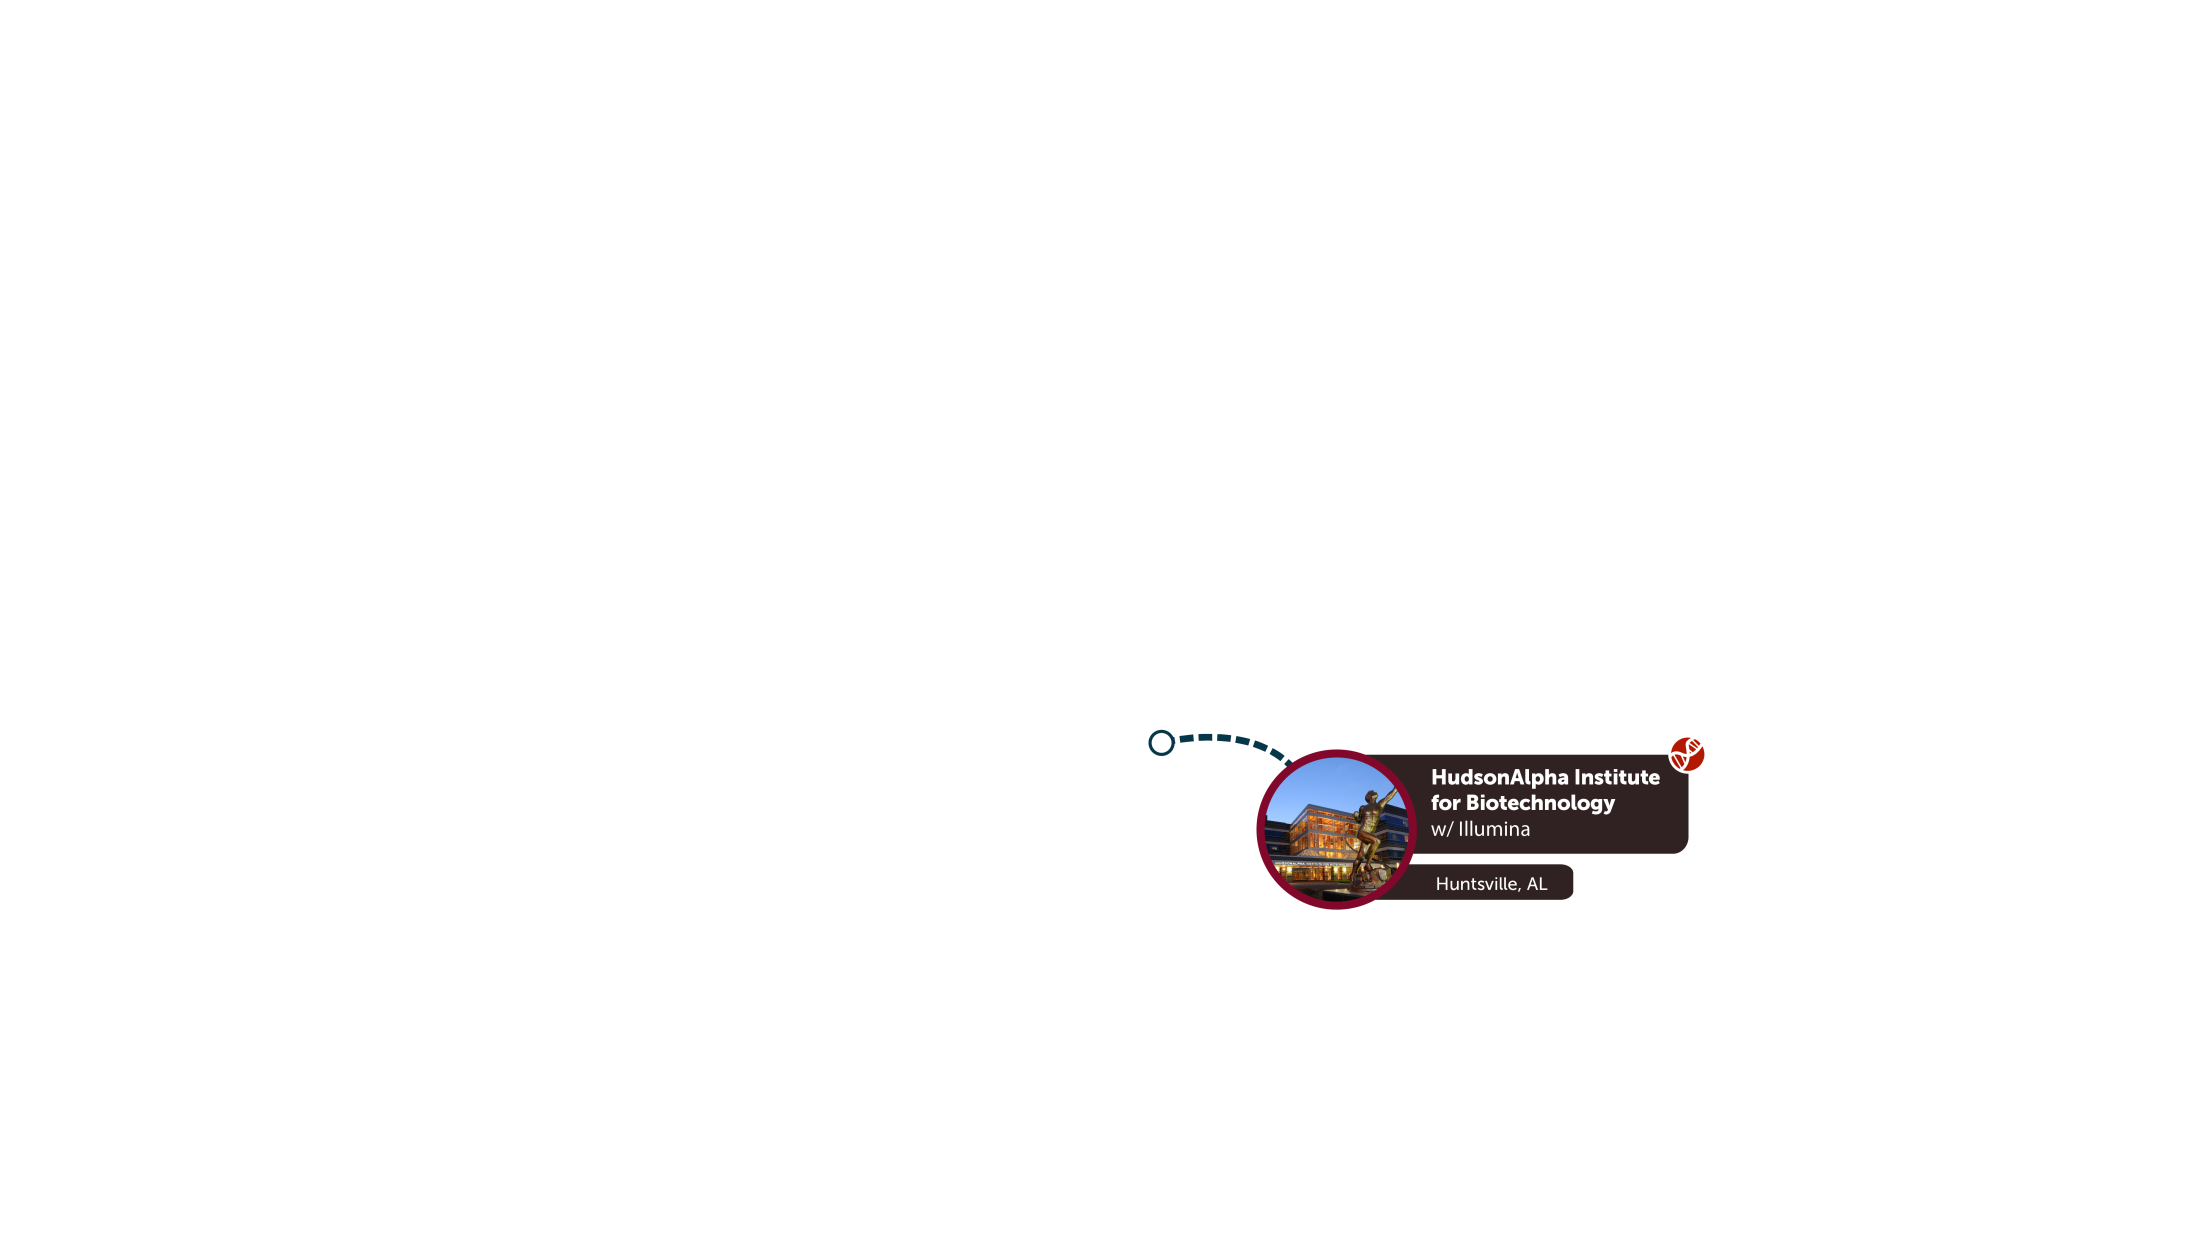 HudsonAlpha Institute
for Biotechnology
w/ Illumina
Huntsville, AL